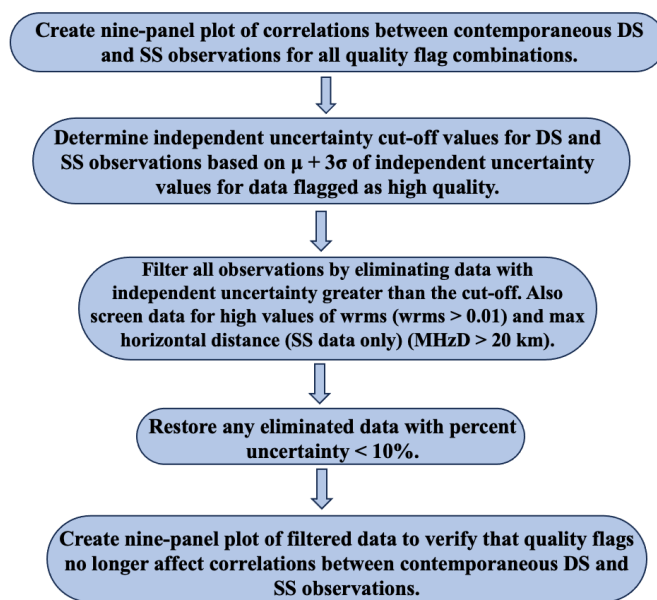 Create nine-panel plot of correlations between contemporaneous DS
and SS observations for all quality flag combinations.
Determine independent uncertainty cut-off values for DS and
SS observations based on μ + 3σ of independent uncertainty
values for data flagged as high quality.
Filter all observations by eliminating data with
independent uncertainty greater than the cut-off. Also
screen data for high values of wrms (wrms > 0.01) and max
horizontal distance (SS data only) (MHzD > 20 km).
Restore any eliminated data with percent
uncertainty < 10%.
Create nine-panel plot of filtered data to verify that quality flags
no longer affect correlations between contemporaneous DS and
SS observations.